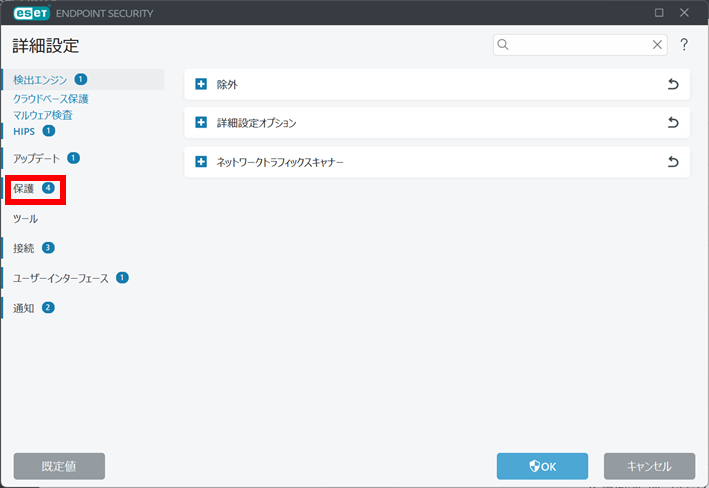 eset ENDPOINT SECURITY
詳細設定
?
検出エンジン 1
クラウドベース保護
マルウェア検査
HIPS 1
アップデート 1
保護 4
ツール
接続 3
ユーザーインターフェース 1
通知 2
除外
詳細設定オプション
ネットワークトラフィックスキャナー
既定値
OK
キャンセル